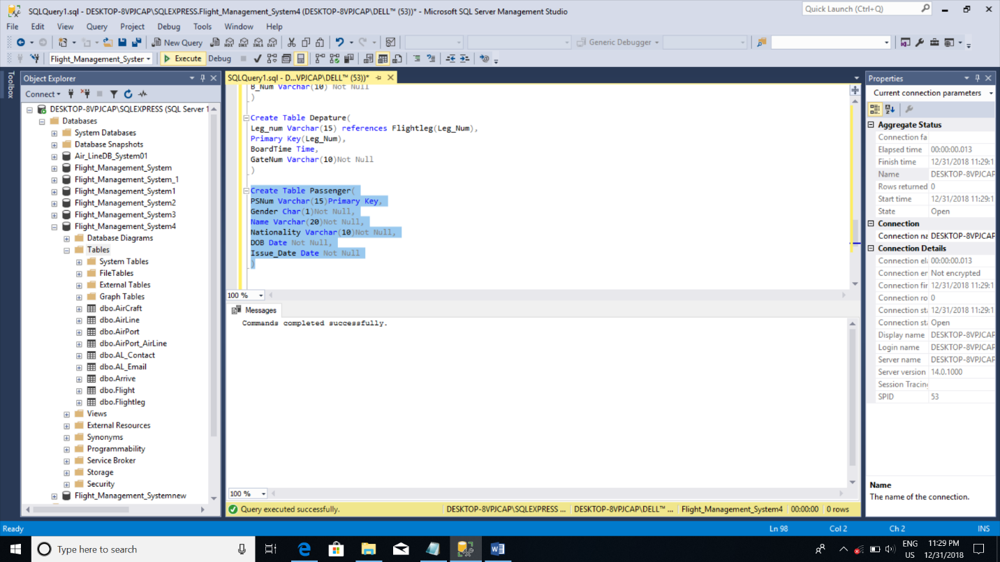 SQLQuery1.sql - DESKTOP-8VPJCAP\SQLEXPRESS.Flight_Management_System4 (DESKTOP-8VPJCAP\DELL™ (53))* - Microsoft SQL Server Management Studio
Quick Launch (Ctrl+Q)
File Edit View Query Project Debug Tools Window Help
New Query
Generic Debugger
Flight_Management_Syster Execute Debug
Toolbox
Object Explorer
Connect
DESKTOP-8VPJCAP\SQLEXPRESS (SQL Server 1
Databases
System Databases
Database Snapshots
Air_LineDB_System01
Flight_Management_System
Flight_Management_System_1
Flight_Management_System1
Flight_Management_System2
Flight_Management_System3
Flight_Management_System4
Database Diagrams
Tables
System Tables
FileTables
External Tables
Graph Tables
dbo.AirCraft
dbo.AirLine
dbo.AirPort
dbo.AirPort_AirLine
dbo.AL_Contact
dbo.AL_Email
dbo.Arrive
dbo.Flight
dbo.Flightleg
Views
External Resources
Synonyms
Programmability
Service Broker
Storage
Security
Flight_Management_Systemnew
SQLQuery1.sql - D...VPJCAP\DELL™ (53))*
B_Num Varchar(10) Not Null
)
Create Table Depature(
Leg_num Varchar(15) references Flightleg(Leg_Num),
Primary Key(Leg_Num),
BoardTime Time,
GateNum Varchar(10)Not Null
)
Create Table Passenger(
PSNum Varchar(15)Primary Key,
Gender Char(1)Not Null,
Name Varchar(20)Not Null,
Nationality Varchar(10)Not Null,
DOB Date Not Null,
Issue_Date Date Not Null
)
100 %
Messages
Commands completed successfully.
100 %
Query executed successfully. DESKTOP-8VPJCAP\SQLEXPRESS ... DESKTOP-8VPJCAP\DELL™ ... Flight_Management_System4 00:00:00 0 rows
Properties
Current connection parameters
Aggregate Status
Connection fa
Elapsed time 00:00:00.013
Finish time 12/31/2018 11:29:1
Name DESKTOP-8VPJCAP
Rows returned 0
Start time 12/31/2018 11:29:1
State Open
Connection
Connection na DESKTOP-8VPJCAP
Connection Details
Connection el 00:00:00.013
Connection en Not encrypted
Connection fir 12/31/2018 11:29:1
Connection ro 0
Connection st 12/31/2018 11:29:1
Connection st Open
Display name DESKTOP-8VPJCAP
Login name DESKTOP-8VPJCAP
Server name DESKTOP-8VPJCAP
Server version 14.0.1000
Session Tracin
SPID 53
Name
The name of the connection.
Ready Ln 98 Col 2 Ch 2 INS
Type here to search
ENG
US
11:29 PM
12/31/2018